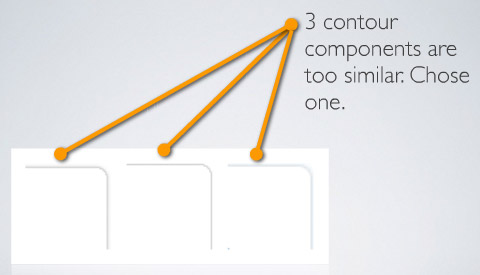 3 contour
components are
too similar. Chose
one.